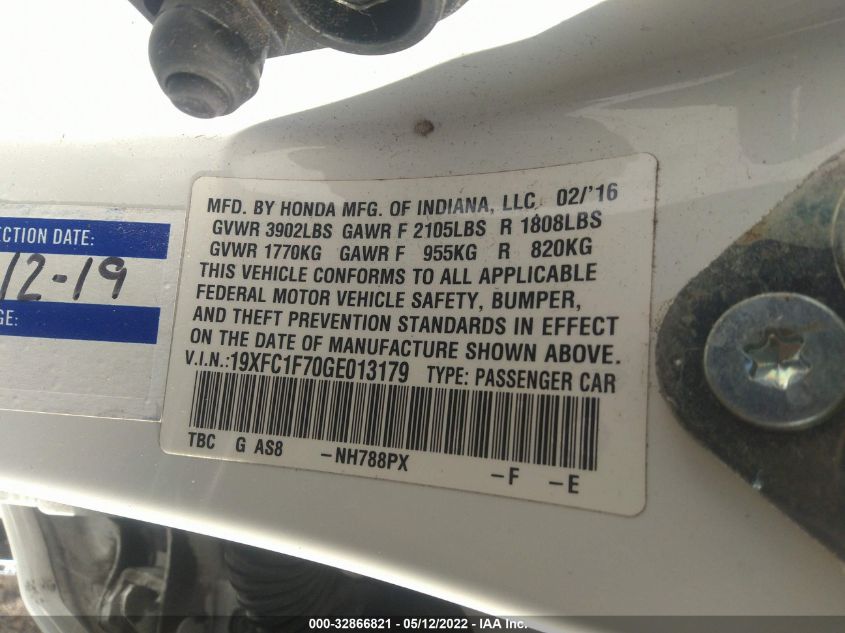 ECTION DATE:
12-19
GE:
MFD. BY HONDA MFG. OF INDIANA, LLC. 02/'16
GVWR 3902LBS GAWR F 2105LBS R 1808LBS
GVWR 1770KG GAWR F 955KG R 820KG
THIS VEHICLE CONFORMS TO ALL APPLICABLE
FEDERAL MOTOR VEHICLE SAFETY, BUMPER,
AND THEFT PREVENTION STANDARDS IN EFFECT
ON THE DATE OF MANUFACTURE SHOWN ABOVE.
V.I.N.:19XFC1F70GE013179 TYPE: PASSENGER CAR
TBC G AS8 -NH788PX -F -E
000-32866821 - 05/12/2022 - IAA Inc.